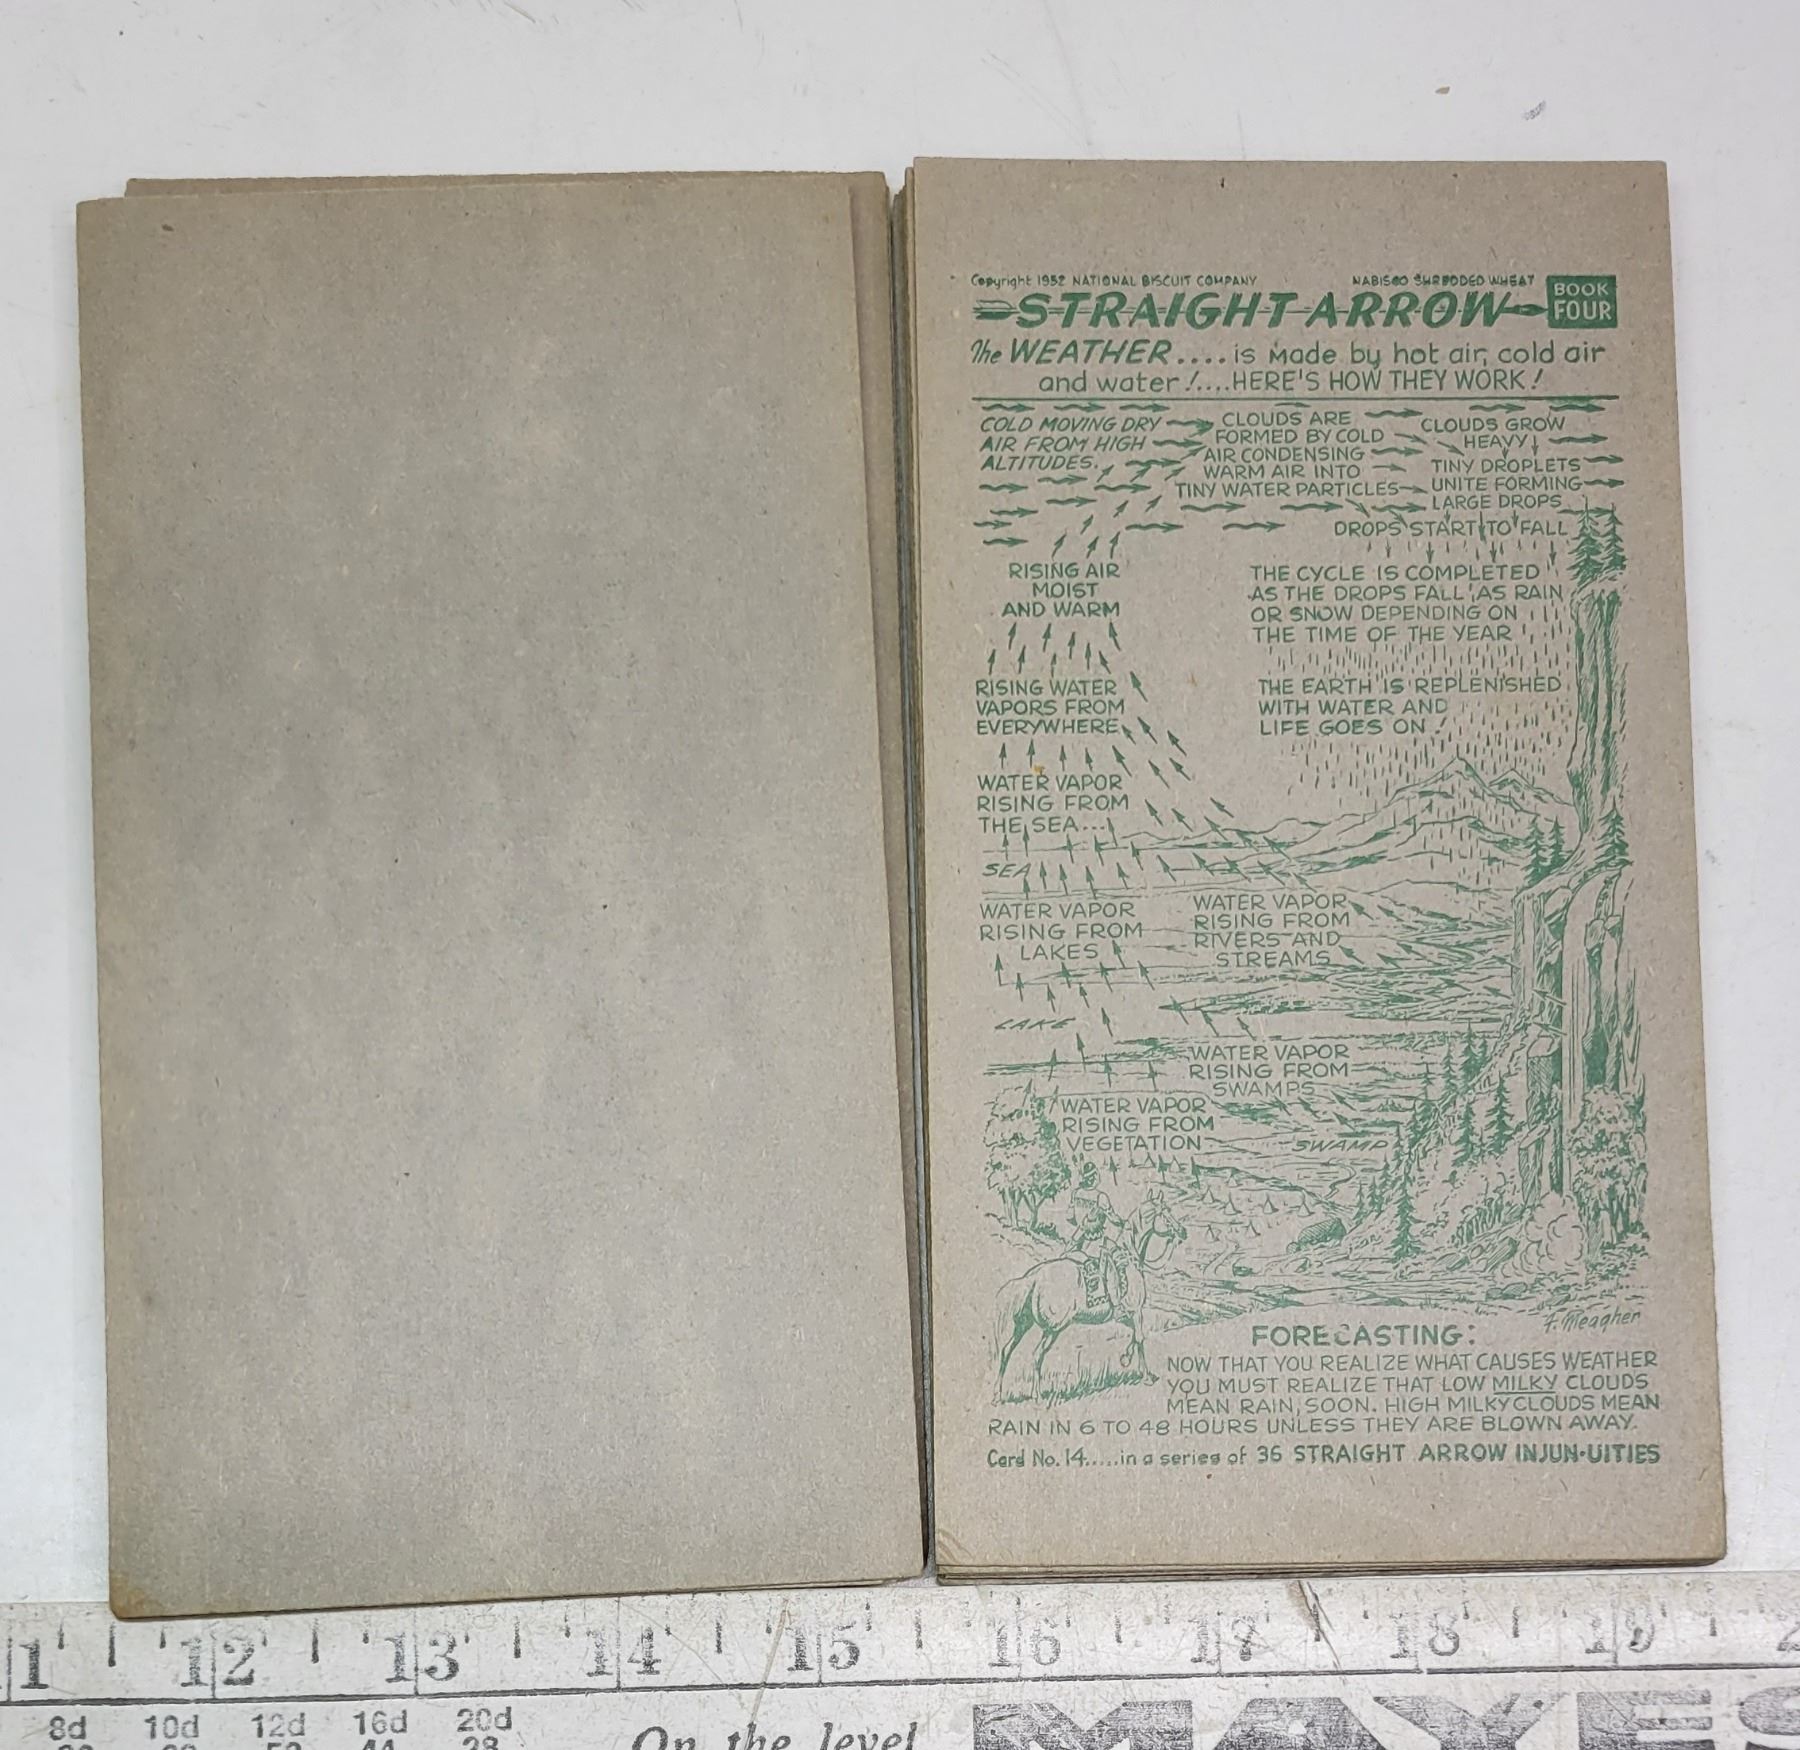 Copyright 1952 NATIONAL BISCUIT COMPANY NABISCO SHREDDED WHEAT
STRAIGHT ARROW
BOOK
FOUR
The WEATHER.... is made by hot air, cold air
and water!....HERE'S HOW THEY WORK!
COLD MOVING DRY
AIR FROM HIGH
ALTITUDES.
CLOUDS ARE
FORMED BY COLD
AIR CONDENSING
WARM AIR INTO
TINY WATER PARTICLES
CLOUDS GROW
HEAVY
TINY DROPLETS
UNITE FORMING
LARGE DROPS
DROPS START TO FALL
RISING AIR
MOIST
AND WARM
THE CYCLE IS COMPLETED
AS THE DROPS FALL AS RAIN
OR SNOW DEPENDING ON
THE TIME OF THE YEAR
RISING WATER
VAPORS FROM
EVERYWHERE
THE EARTH IS REPLENISHED
WITH WATER AND
LIFE GOES ON!
WATER VAPOR
RISING FROM
THE SEA...
SEA
WATER VAPOR
RISING FROM
LAKES
WATER VAPOR
RISING FROM
RIVERS AND
STREAMS
LAKE
WATER VAPOR
RISING FROM
SWAMPS
WATER VAPOR
RISING FROM
VEGETATION
SWAMP
F. Meagher
FORECASTING:
NOW THAT YOU REALIZE WHAT CAUSES WEATHER
YOU MUST REALIZE THAT LOW MILKY CLOUDS
MEAN RAIN, SOON. HIGH MILKY CLOUDS MEAN
RAIN IN 6 TO 48 HOURS UNLESS THEY ARE BLOWN AWAY.
Card No. 14.....in a series of 36 STRAIGHT ARROW INJUN-UITIES
1 12 13 14 15 16 17 18 19 2
8d 10d 12d 16d 20d
On the level
MAYES